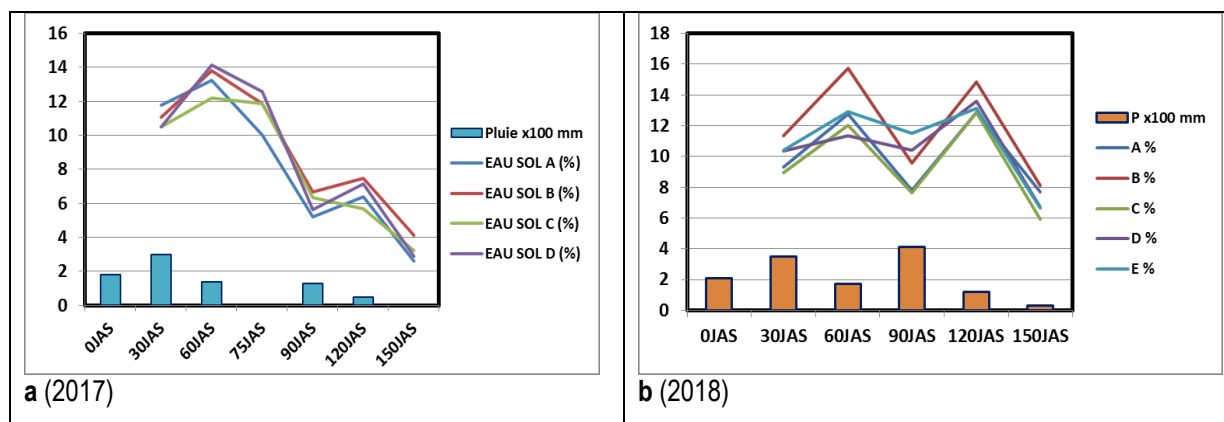 16
14
12
10
8
6
4
2
0
0JAS
30JAS
60JAS
75JAS
90JAS
120JAS
150JAS
Pluie x100 mm
EAU SOL A (%)
EAU SOL B (%)
EAU SOL C (%)
EAU SOL D (%)
a (2017)
18
16
14
12
10
8
6
4
2
0
0JAS 30JAS 60JAS 90JAS 120JAS 150JAS
P x100 mm
A %
B %
C %
D %
E %
b (2018)